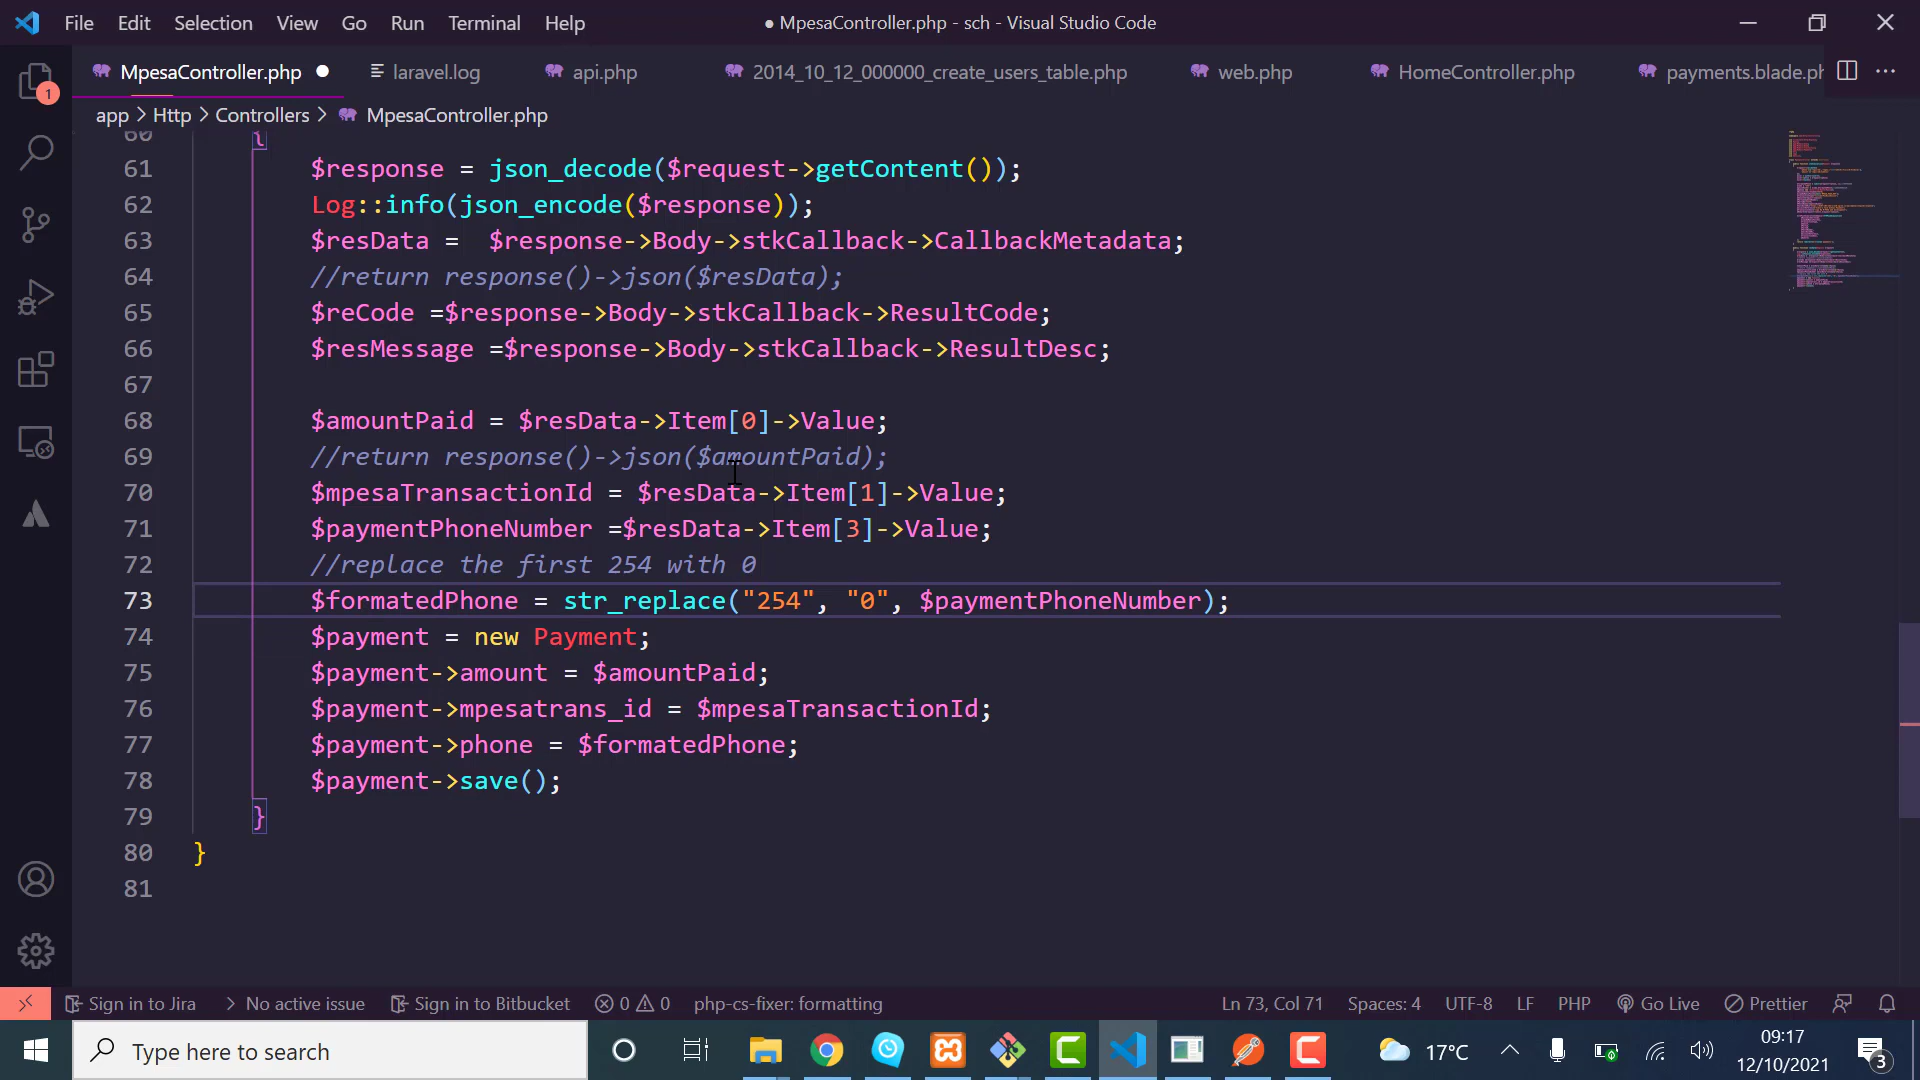 File Edit Selection View Go Run Terminal Help
● MpesaController.php - sch - Visual Studio Code
MpesaController.php ● laravel.log api.php 2014_10_12_000000_create_users_table.php web.php HomeController.php payments.blade.ph
1
app > Http > Controllers > MpesaController.php
60 {
61 $response = json_decode($request->getContent());
62 Log::info(json_encode($response));
63 $resData =  $response->Body->stkCallback->CallbackMetadata;
64 //return response()->json($resData);
65 $reCode =$response->Body->stkCallback->ResultCode;
66 $resMessage =$response->Body->stkCallback->ResultDesc;
67
68 $amountPaid = $resData->Item[0]->Value;
69 //return response()->json($amountPaid);
70 $mpesaTransactionId = $resData->Item[1]->Value;
71 $paymentPhoneNumber =$resData->Item[3]->Value;
72 //replace the first 254 with 0
73 $formatedPhone = str_replace("254", "0", $paymentPhoneNumber);
74 $payment = new Payment;
75 $payment->amount = $amountPaid;
76 $payment->mpesatrans_id = $mpesaTransactionId;
77 $payment->phone = $formatedPhone;
78 $payment->save();
79 }
80 }
81
Sign in to Jira > No active issue Sign in to Bitbucket 0 0 php-cs-fixer: formatting Ln 73, Col 71 Spaces: 4 UTF-8 LF PHP Go Live Prettier
Type here to search 17°C 09:17
12/10/2021 3